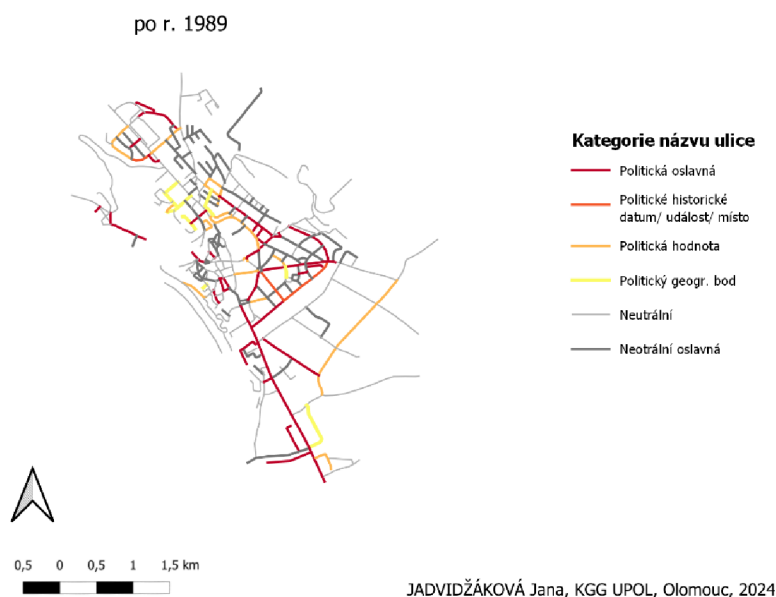 po r. 1989
Kategorie názvu ulice
Politická oslavná
Politické historické
datum/ událost/ místo
Politická hodnota
Politický geogr. bod
Neutrální
Neotrální oslavná
0,5 0 0,5 1 1,5 km
JADVIDŽÁKOVÁ Jana, KGG UPOL, Olomouc, 2024